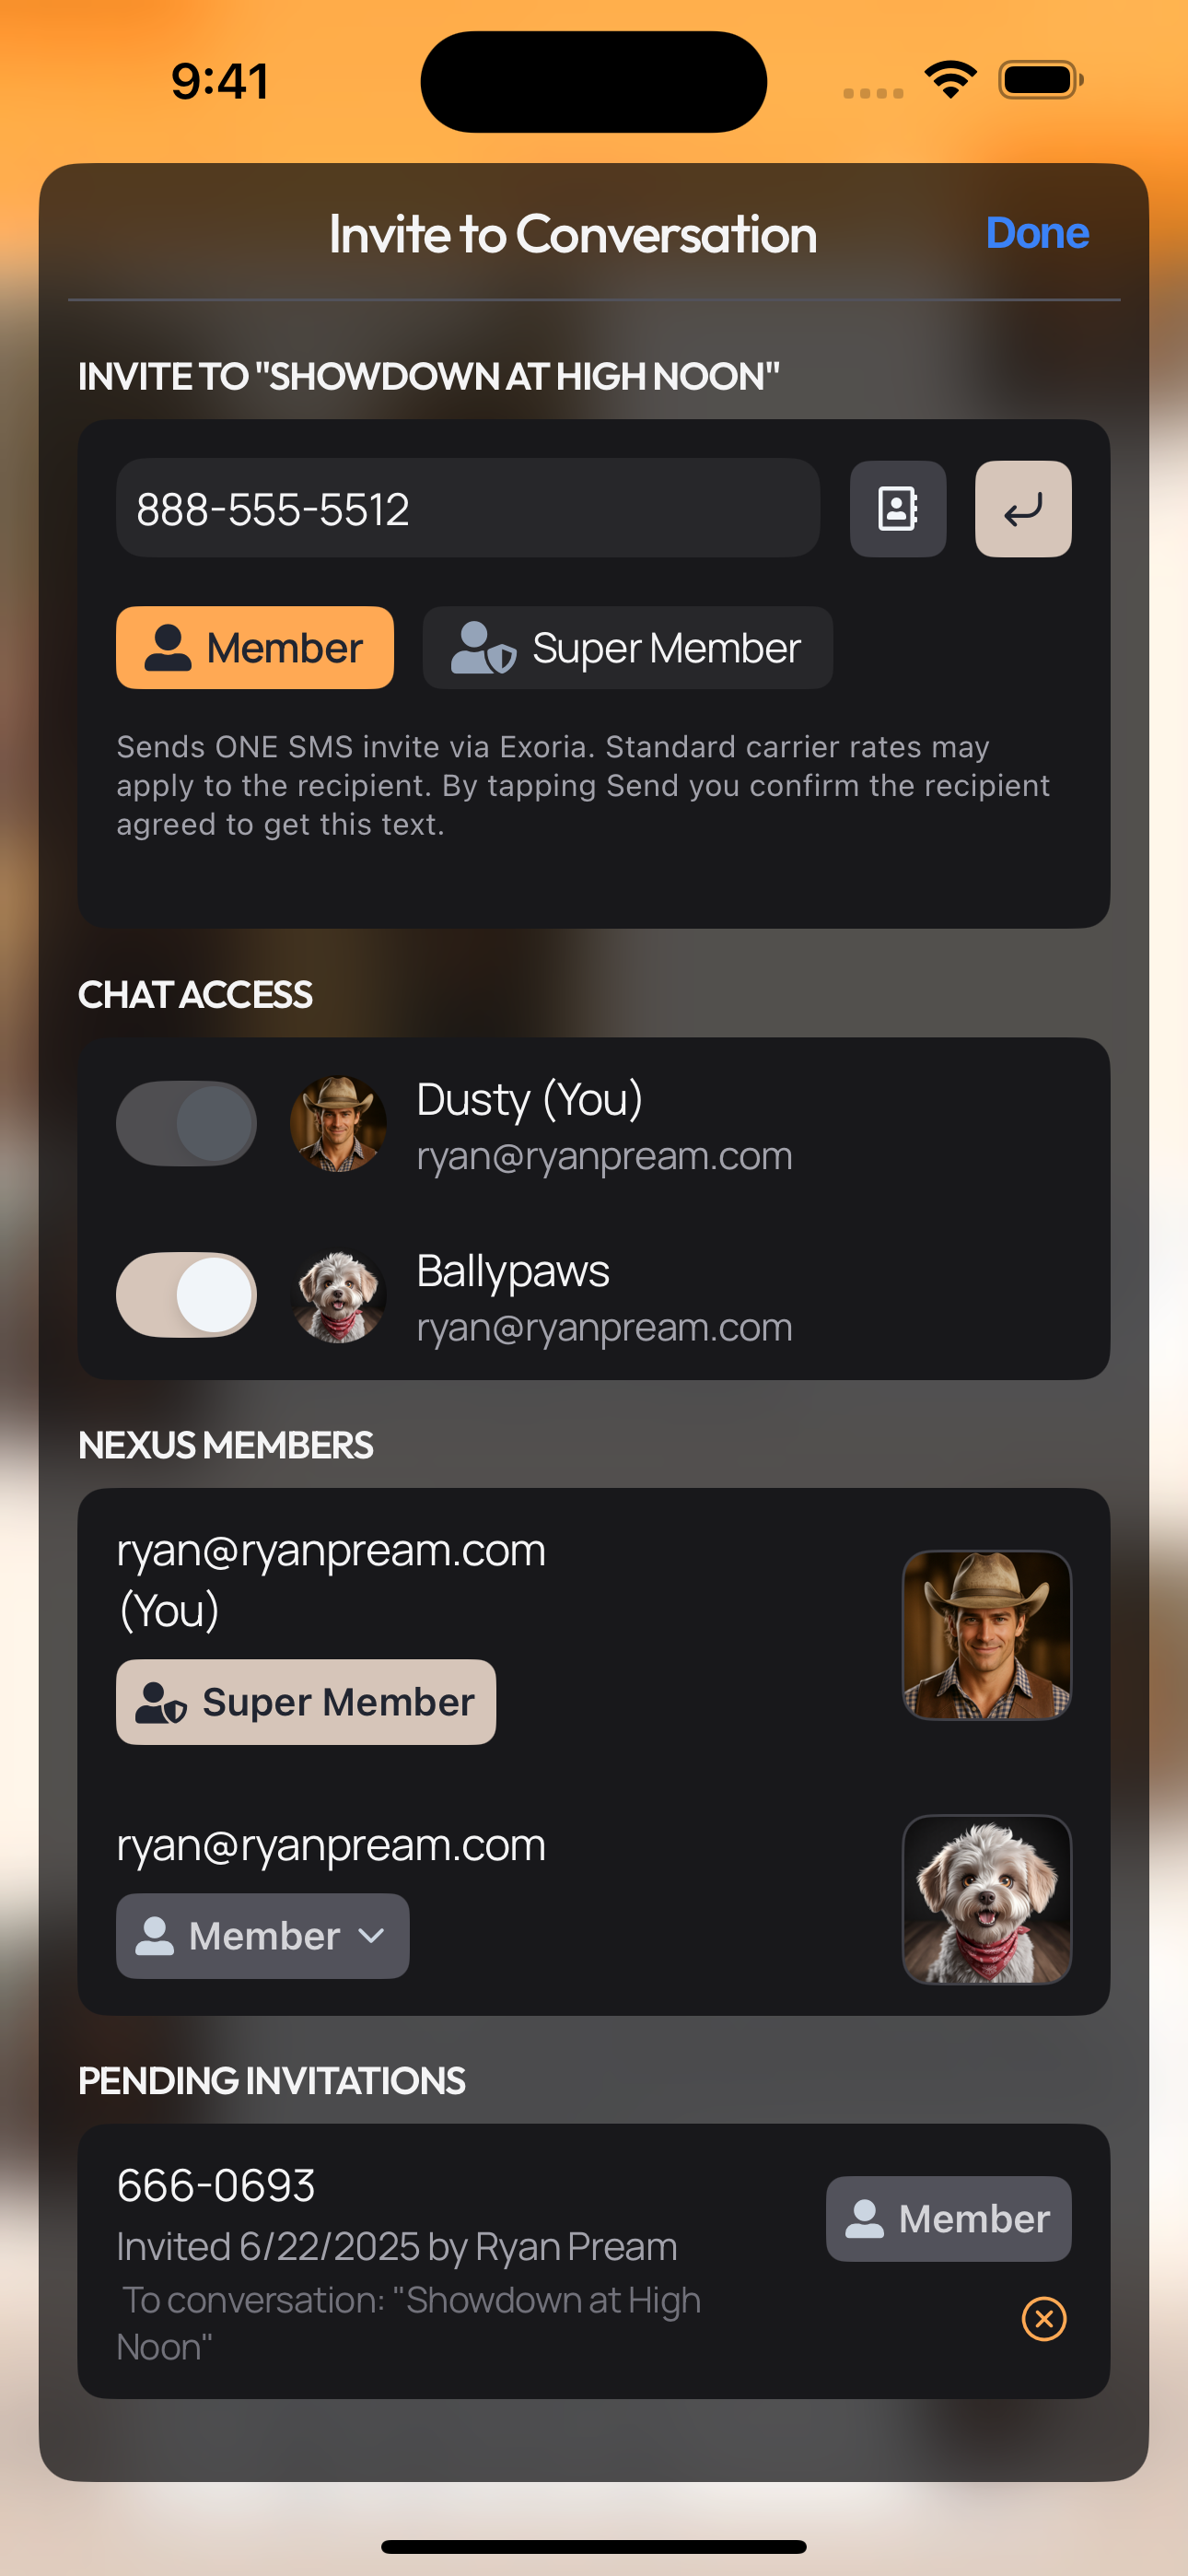 9:41
Invite to Conversation
Done
INVITE TO "SHOWDOWN AT HIGH NOON"
888-555-5512
Member
Super Member
Sends ONE SMS invite via Exoria. Standard carrier rates may
apply to the recipient. By tapping Send you confirm the recipient
agreed to get this text.
CHAT ACCESS
Dusty (You)
ryan@ryanpream.com
Ballypaws
ryan@ryanpream.com
NEXUS MEMBERS
ryan@ryanpream.com
(You)
Super Member
ryan@ryanpream.com
Member
PENDING INVITATIONS
666-0693
Member
Invited 6/22/2025 by Ryan Pream
To conversation: "Showdown at High
Noon"